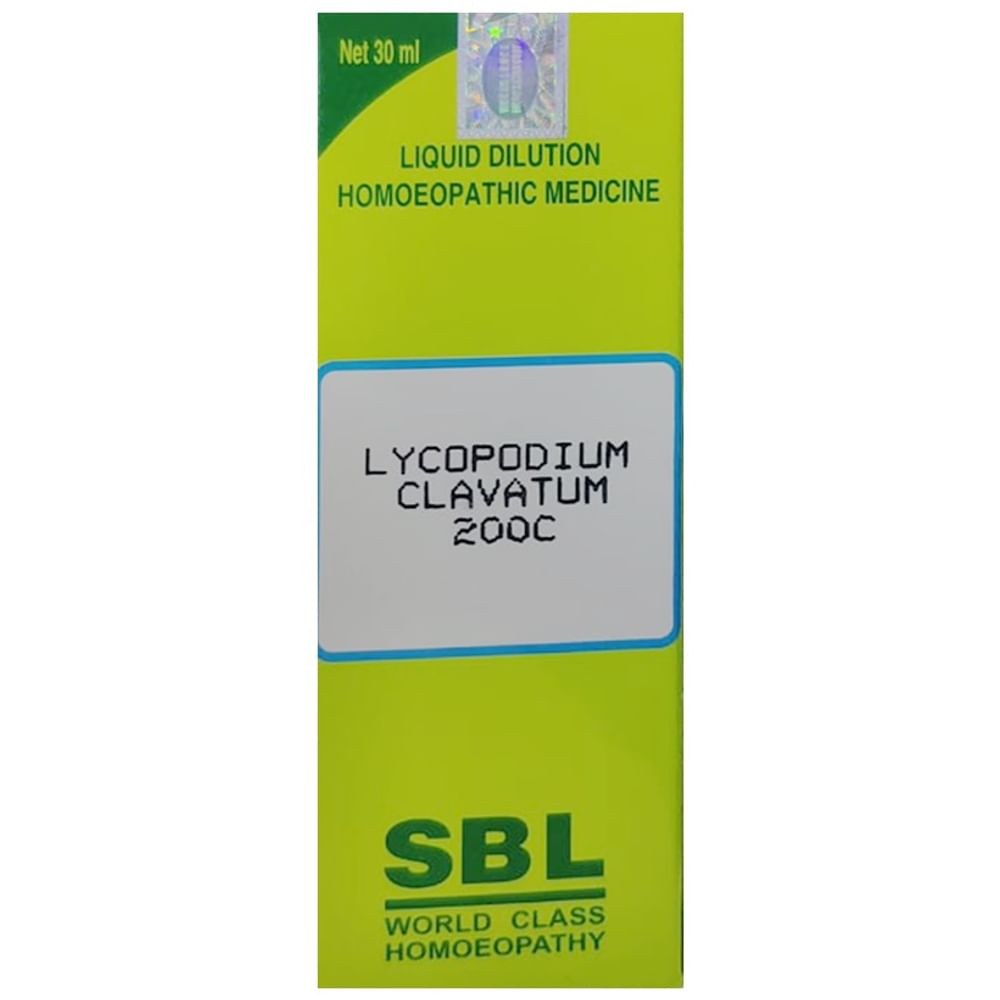 Net 30 ml
LIQUID DILUTION
HOMOEOPATHIC MEDICINE
LYCOPODIUM
CLAVATUM
200C
SBL
WORLD CLASS
HOMOEOPATHY